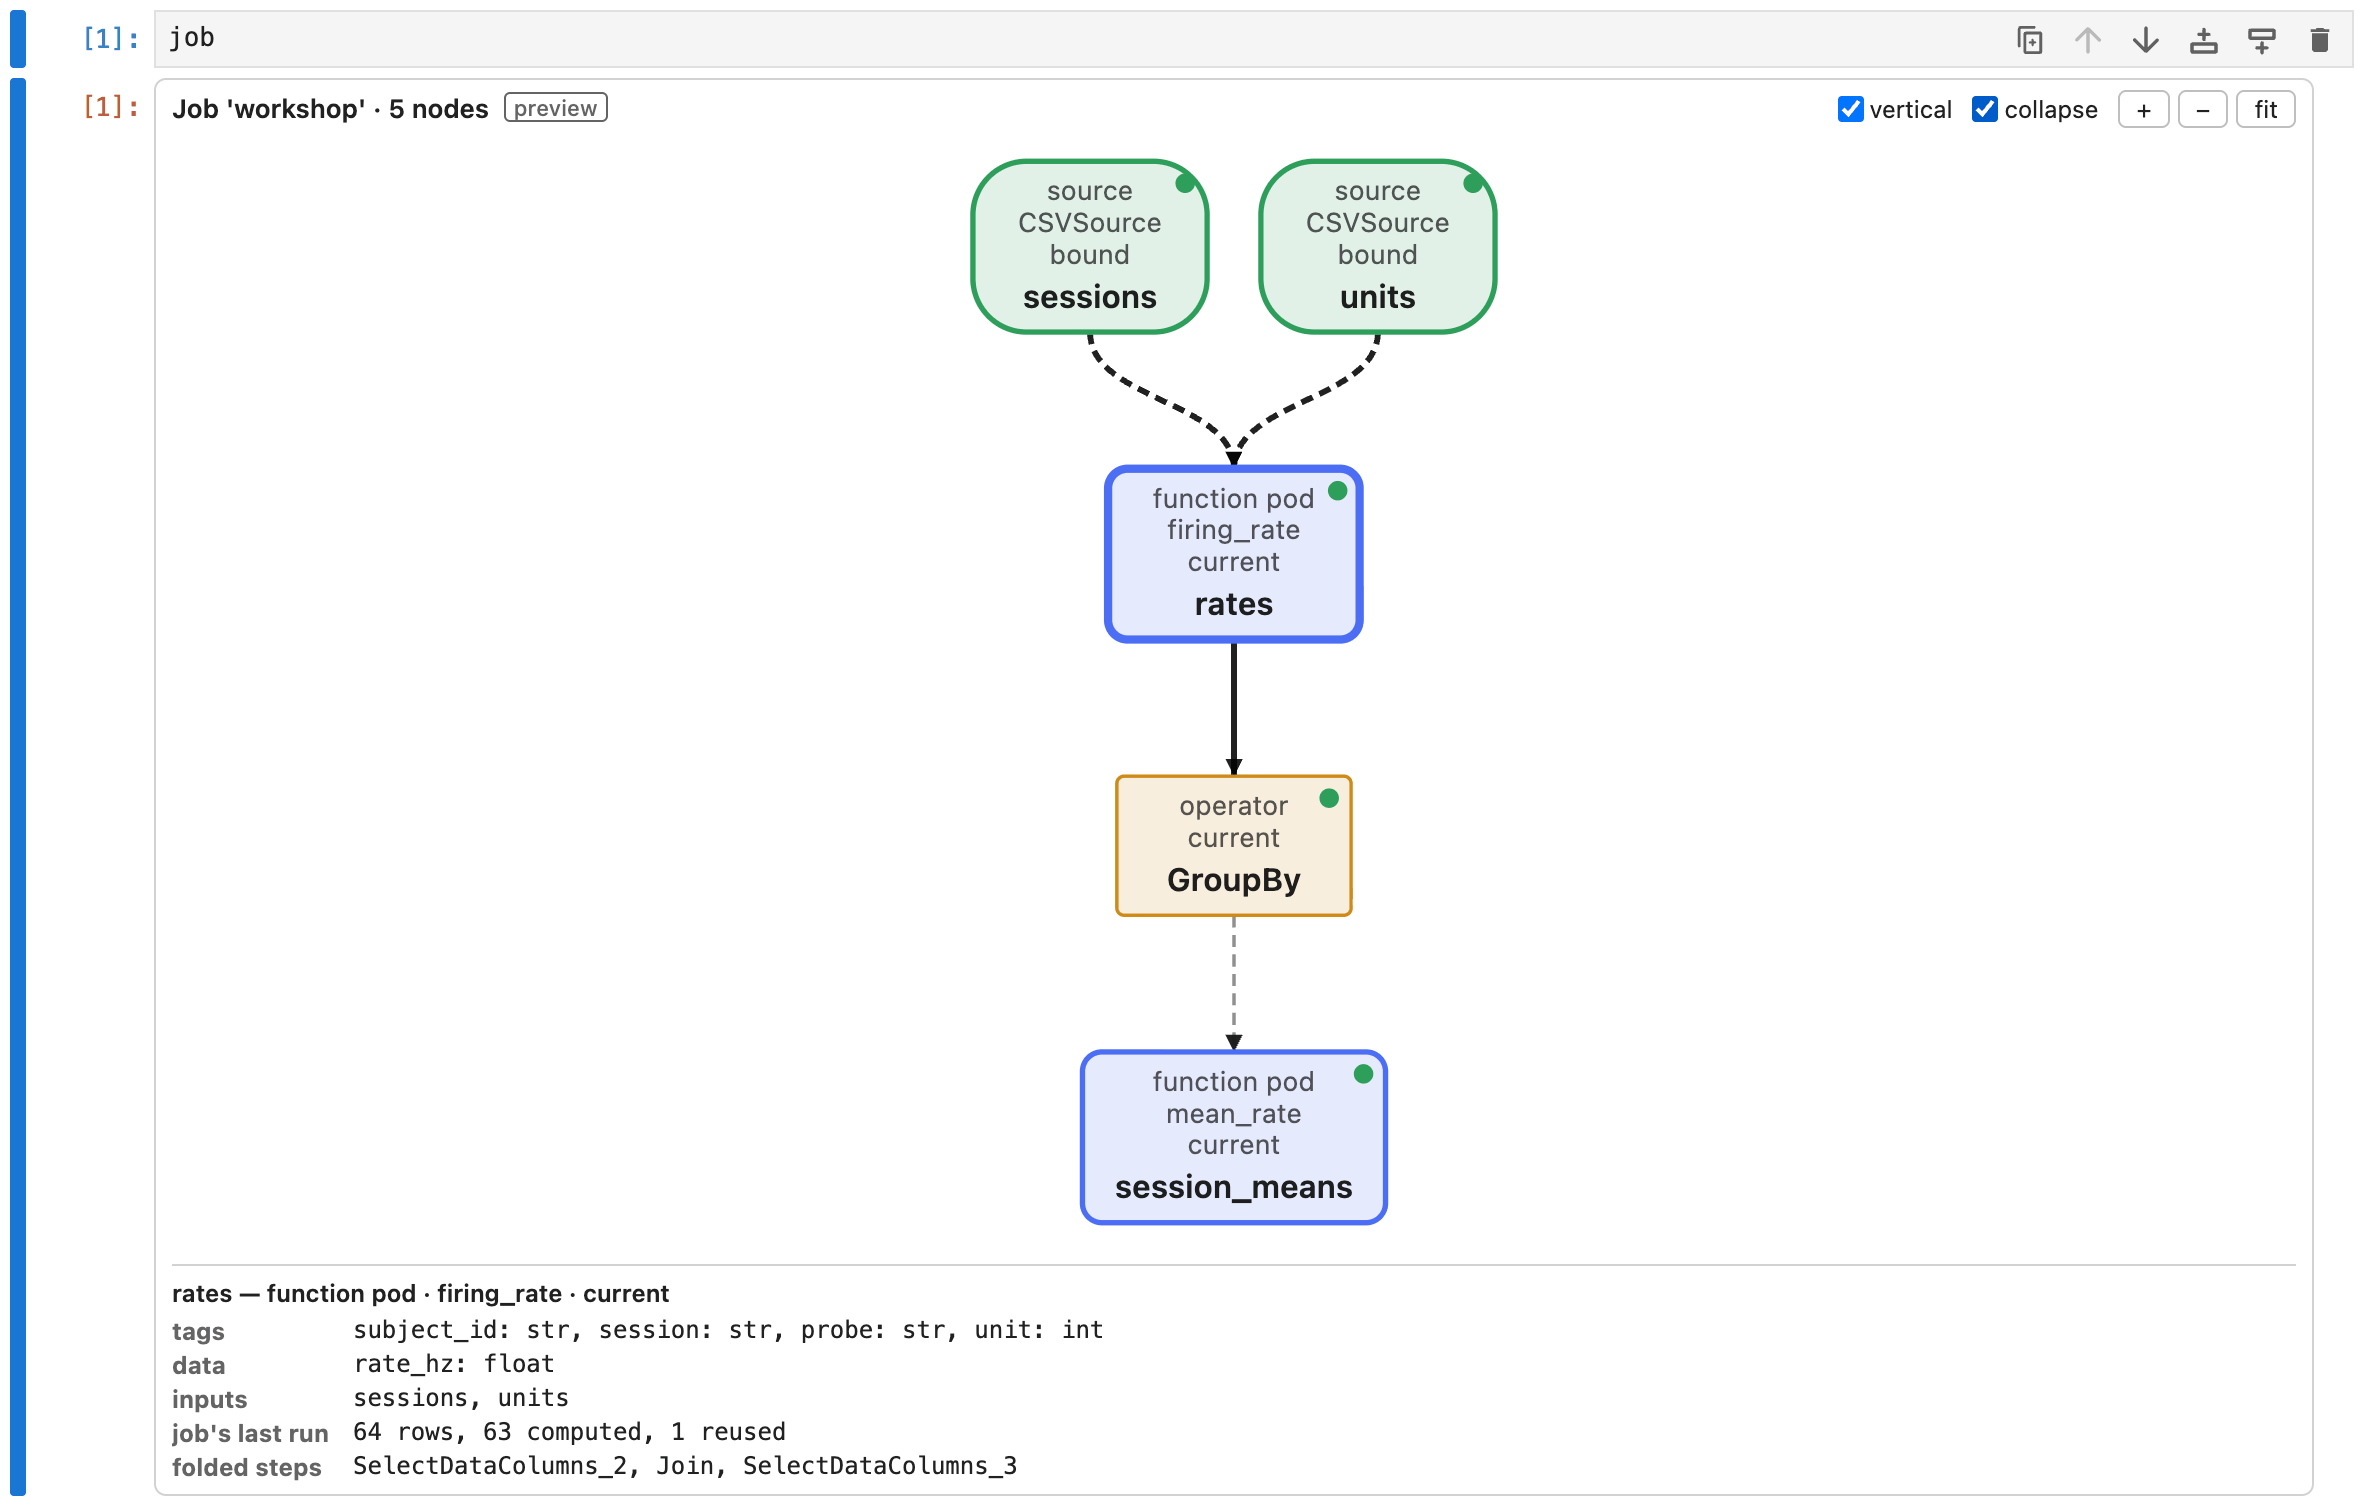 [1]: job
[1]: Job 'workshop' · 5 nodes preview vertical collapse + − fit
source source
CSVSource CSVSource
bound bound
sessions units
function pod
firing_rate
current
rates
operator
current
GroupBy
function pod
mean_rate
current
session_means
rates — function pod · firing_rate · current
tags subject_id: str, session: str, probe: str, unit: int
data rate_hz: float
inputs sessions, units
job's last run 64 rows, 63 computed, 1 reused
folded steps SelectDataColumns_2, Join, SelectDataColumns_3